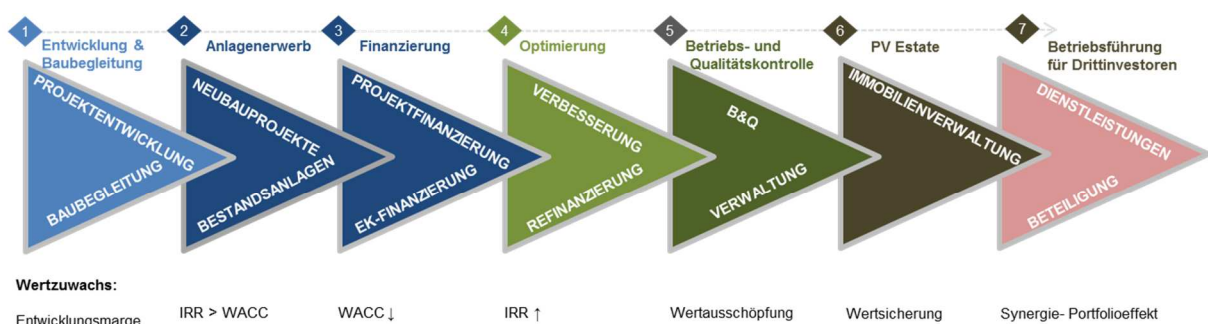 1
Entwicklung &
Baubegleitung
2
Anlagenerwerb
3
Finanzierung
4
Optimierung
5
Betriebs- und
Qualitätskontrolle
6
PV Estate
7
Betriebsführung
für Drittinvestoren
PROJEKTENTWICKLUNG
BAUBEGLEITUNG
NEUBAUPROJEKTE
BESTANDSANLAGEN
PROJEKTFINANZIERUNG
EK-FINANZIERUNG
VERBESSERUNG
REFINANZIERUNG
B&Q
VERWALTUNG
IMMOBILIENVERWALTUNG
DIENSTLEISTUNGEN
BETEILIGUNG
Wertzuwachs:
Entwicklungsmarge
IRR > WACC
WACC ↓
IRR ↑
Wertausschöpfung
Wertsicherung
Synergie- Portfolioeffekt